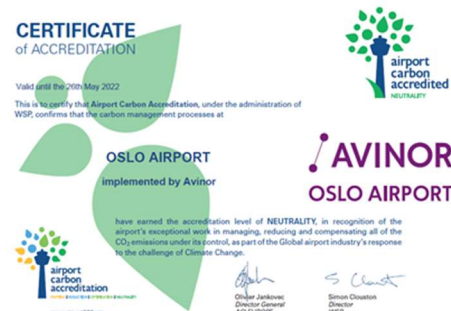 CERTIFICATE
of ACCREDITATION
airport
carbon
accredited
NEUTRALITY
Valid until the 26th May 2022
This is to certify that Airport Carbon Accreditation, under the administration of
WSP, confirms that the carbon management processes at
OSLO AIRPORT
implemented by Avinor
AVINOR
OSLO AIRPORT
have earned the accreditation level of NEUTRALITY, in recognition of the
airport's exceptional work in managing, reducing and compensating all of the
CO₂ emissions under its control, as part of the Global airport industry's response
to the challenge of Climate Change.
airport
carbon
accreditation
Olivier Jankovec
Director General
Simon Clouston
Director
WSP